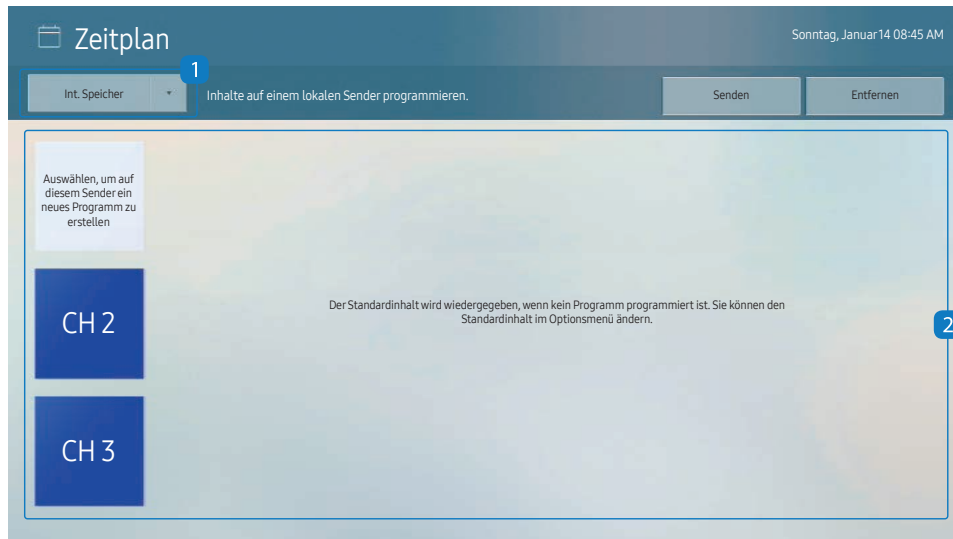 Zeitplan
Sonntag, Januar 14 08:45 AM
1
Int. Speicher
Inhalte auf einem lokalen Sender programmieren.
Senden
Entfernen
Auswählen, um auf
diesem Sender ein
neues Programm zu
erstellen
CH 2
Der Standardinhalt wird wiedergegeben, wenn kein Programm programmiert ist. Sie können den
Standardinhalt im Optionsmenü ändern.
2
CH 3